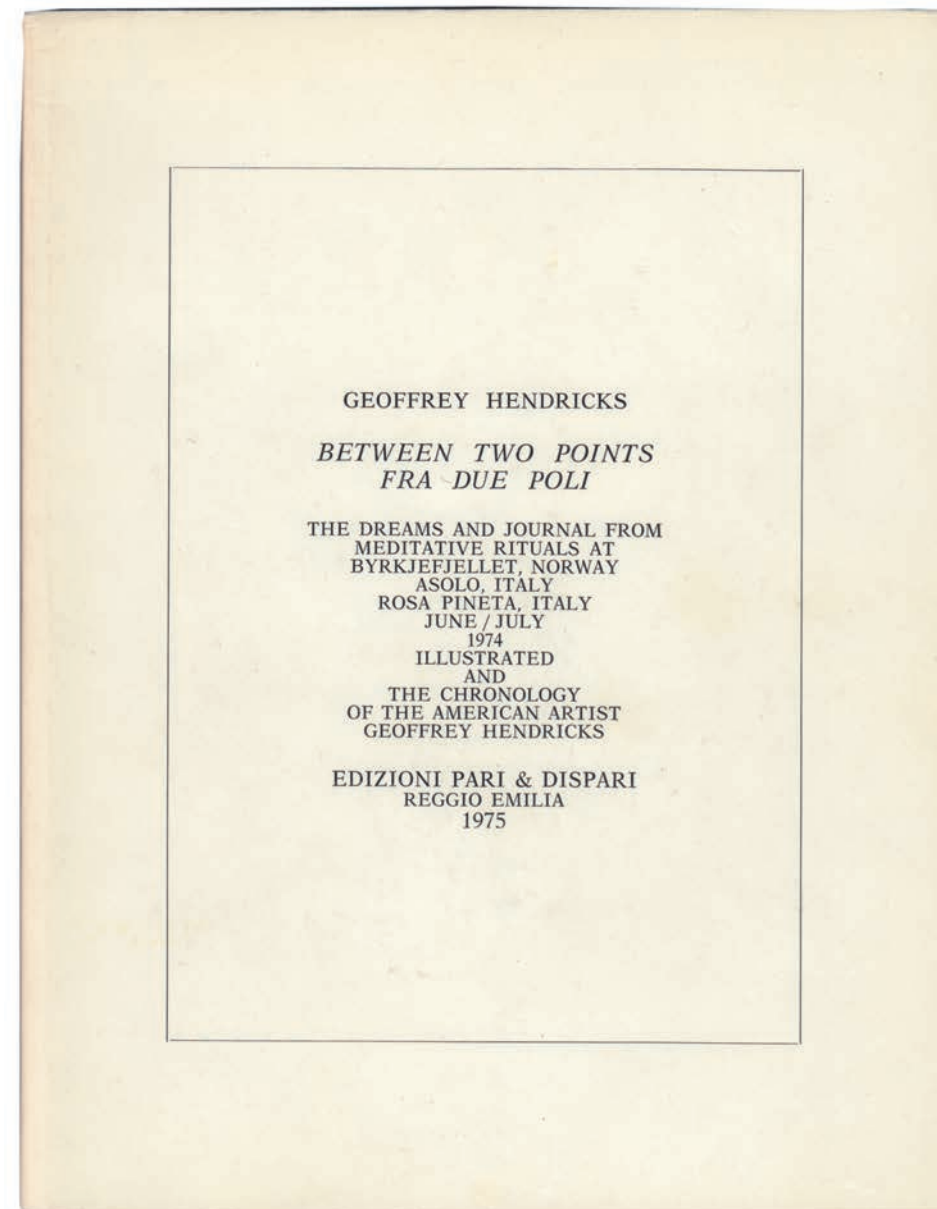 GEOFFREY HENDRICKS
BETWEEN TWO POINTS
FRA DUE POLI
THE DREAMS AND JOURNAL FROM
MEDITATIVE RITUALS AT
BYRKJEFJELLET, NORWAY
ASOLO, ITALY
ROSA PINETA, ITALY
JUNE / JULY
1974
ILLUSTRATED
AND
THE CHRONOLOGY
OF THE AMERICAN ARTIST
GEOFFREY HENDRICKS
EDIZIONI PARI & DISPARI
REGGIO EMILIA
1975